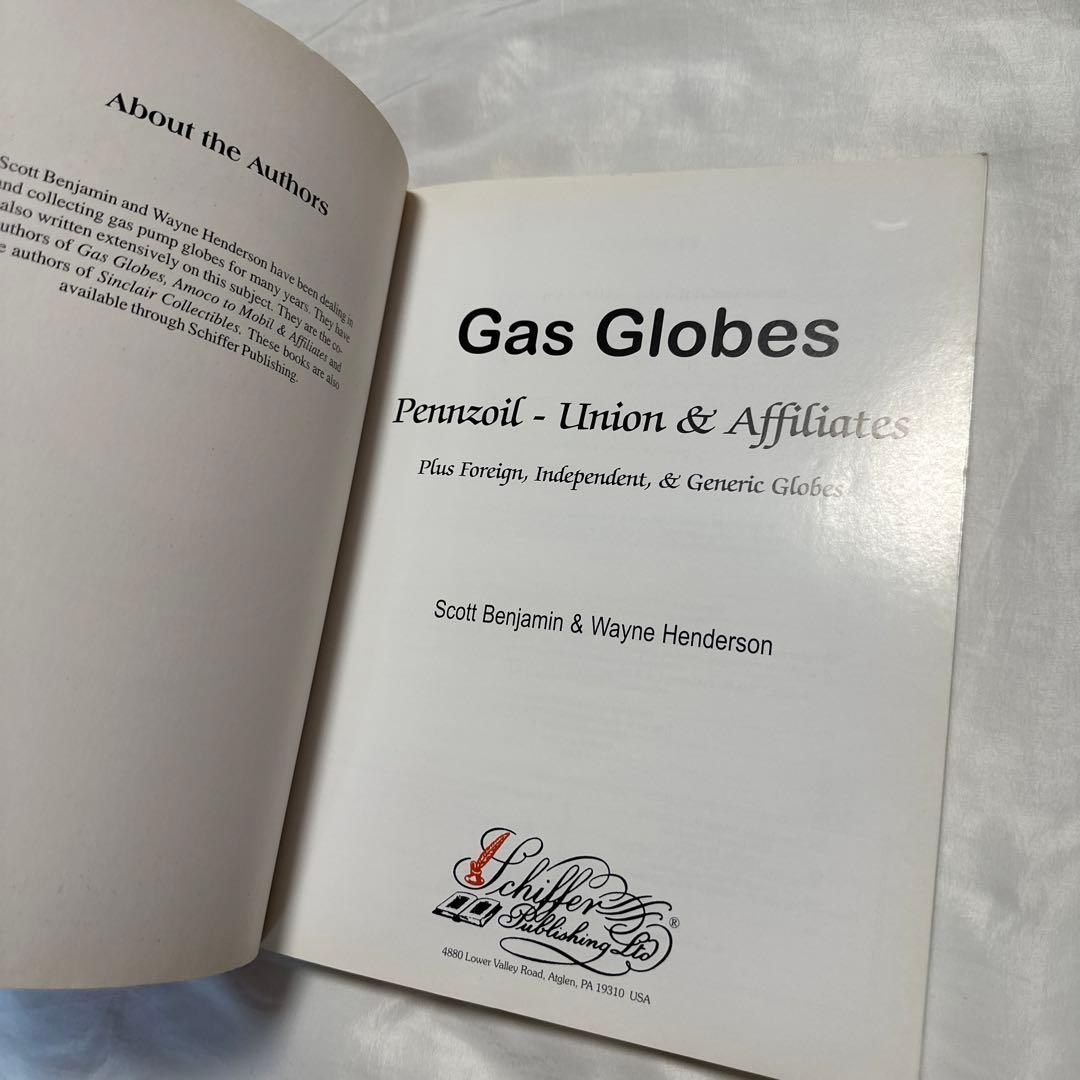 About the Authors
Scott Benjamin and Wayne Henderson have been dealing in
and collecting gas pump globes for many years. They have
also written extensively on this subject. They are the co-
authors of Gas Globes, Amoco to Mobil & Affiliates and
authors of Sinclair Collectibles. These books are also
available through Schiffer Publishing.
Gas Globes
Pennzoil - Union & Affiliates
Plus Foreign, Independent, & Generic Globes
Scott Benjamin & Wayne Henderson
Schiffer ®
Publishing Ltd
4880 Lower Valley Road, Atglen, PA 19310 USA